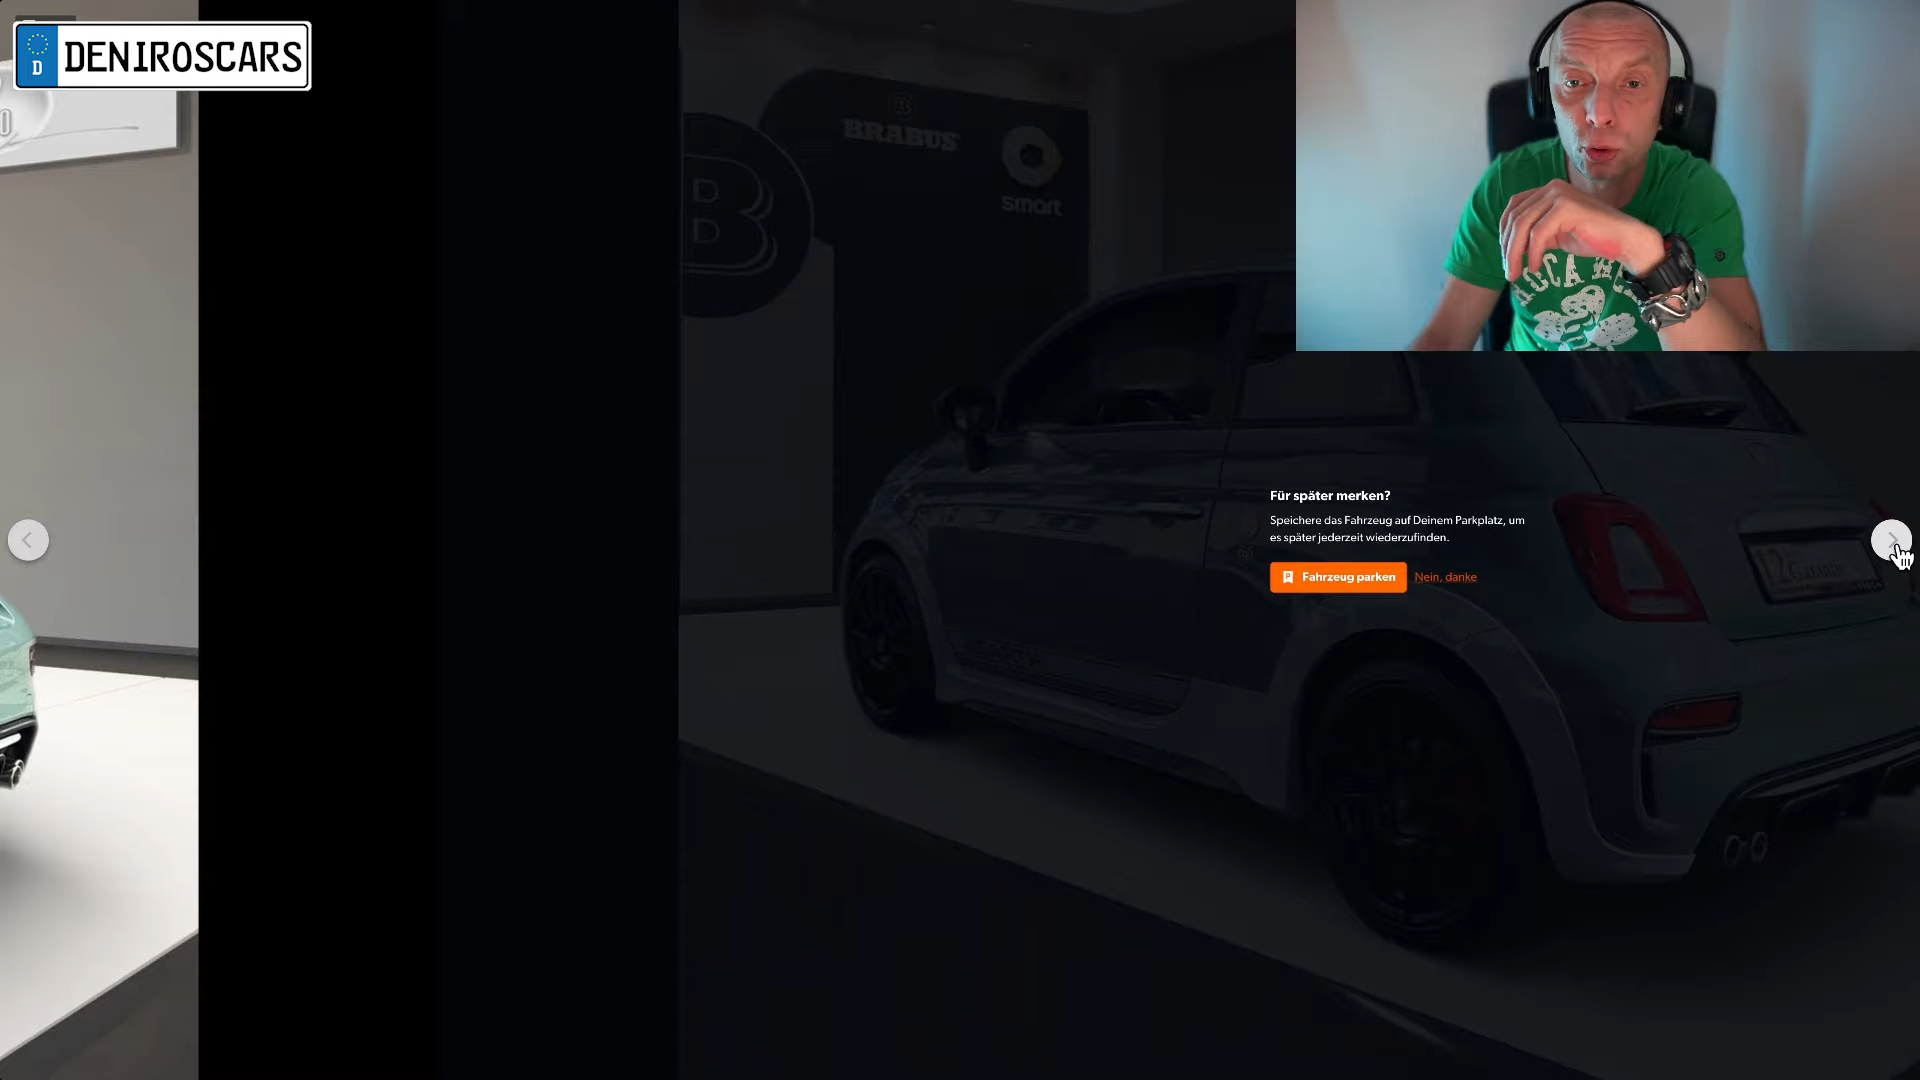 D
DENIROSCARS
0
B
BRABUS
smart
B
Für später merken?
Speichere das Fahrzeug auf Deinem Parkplatz, um
es später jederzeit wiederzufinden.
Fahrzeug parken
Nein, danke